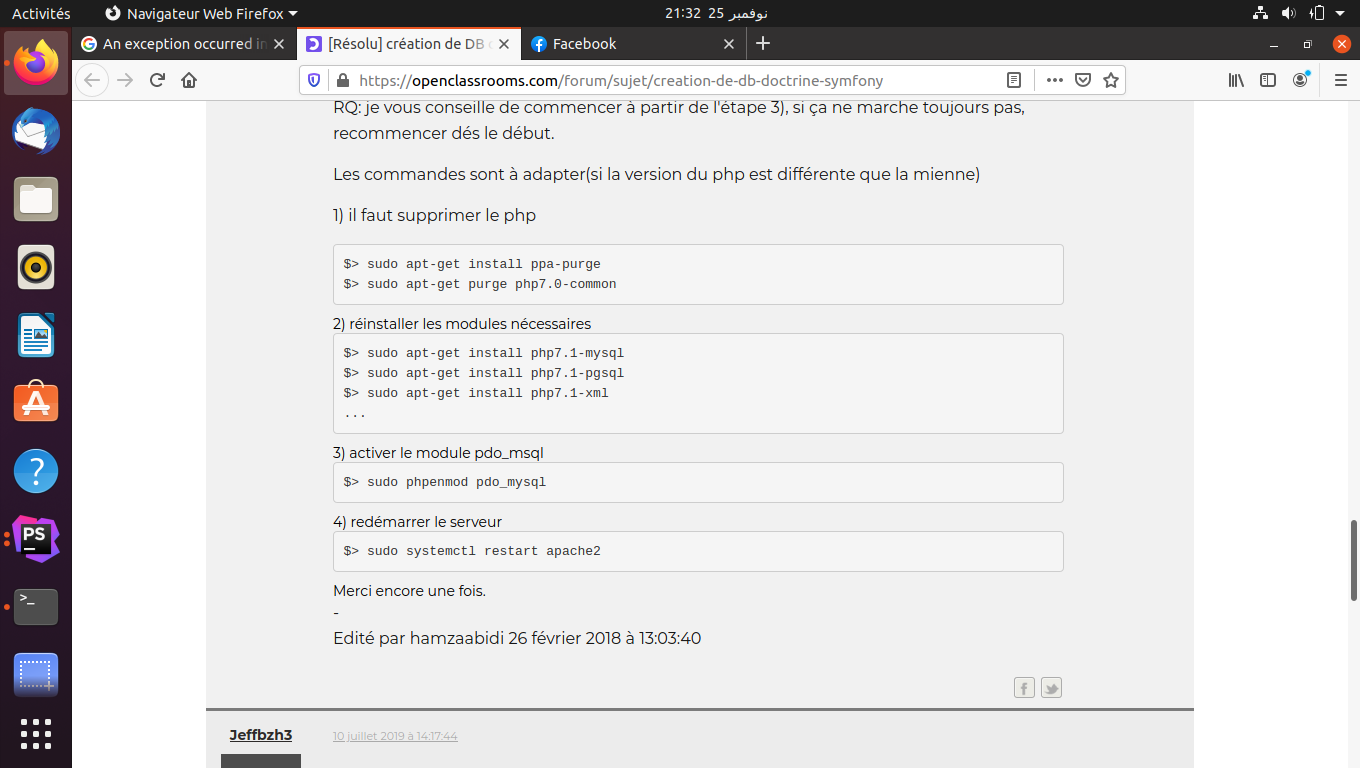 Activités
Navigateur Web Firefox
21:32 25 نوفمبر
An exception occurred in
[Résolu] création de DB
Facebook
https://openclassrooms.com/forum/sujet/creation-de-db-doctrine-symfony
RQ: je vous conseille de commencer à partir de l'étape 3), si ça ne marche toujours pas,
recommencer dés le début.
Les commandes sont à adapter(si la version du php est différente que la mienne)
1) il faut supprimer le php
$> sudo apt-get install ppa-purge
$> sudo apt-get purge php7.0-common
2) réinstaller les modules nécessaires
$> sudo apt-get install php7.1-mysql
$> sudo apt-get install php7.1-pgsql
$> sudo apt-get install php7.1-xml
...
3) activer le module pdo_msql
$> sudo phpenmod pdo_mysql
4) redémarrer le serveur
$> sudo systemctl restart apache2
Merci encore une fois.
-
Edité par hamzaabidi 26 février 2018 à 13:03:40
Jeffbzh3
10 juillet 2019 à 14:17:44
PS